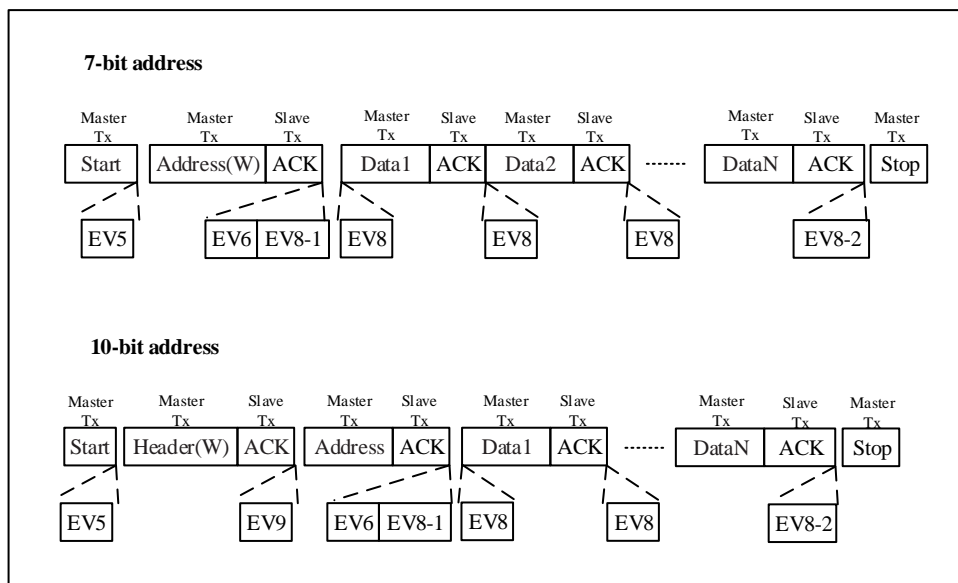 7-bit address
Master Master Slave Master Slave Master Slave Master Slave Master
Tx Tx Tx Tx Tx Tx Tx Tx Tx Tx
Start Address(W) ACK Data1 ACK Data2 ACK DataN ACK Stop
EV5 EV6 EV8-1 EV8 EV8 EV8 EV8-2
10-bit address
Master Master Slave Master Slave Master Slave Master Slave Master
Tx Tx Tx Tx Tx Tx Tx Tx Tx Tx
Start Header(W) ACK Address ACK Data1 ACK DataN ACK Stop
EV5 EV9 EV6 EV8-1 EV8 EV8 EV8-2